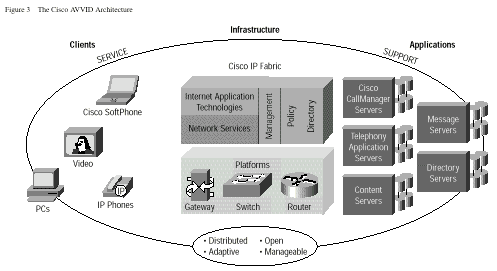 Figure 3 The Cisco AVVID Architecture
Infrastructure
Clients
Applications
SERVICE
SUPPORT
Cisco IP Fabric
Cisco SoftPhone
Video
PCs
IP
IP Phones
Internet Application
Technologies
Network Services
Management
Policy
Directory
Platforms
Gateway
Switch
Router
Cisco
CallManager
Servers
Telephony
Application
Servers
Content
Servers
Message
Servers
Directory
Servers
• Distributed • Open
• Adaptive • Manageable